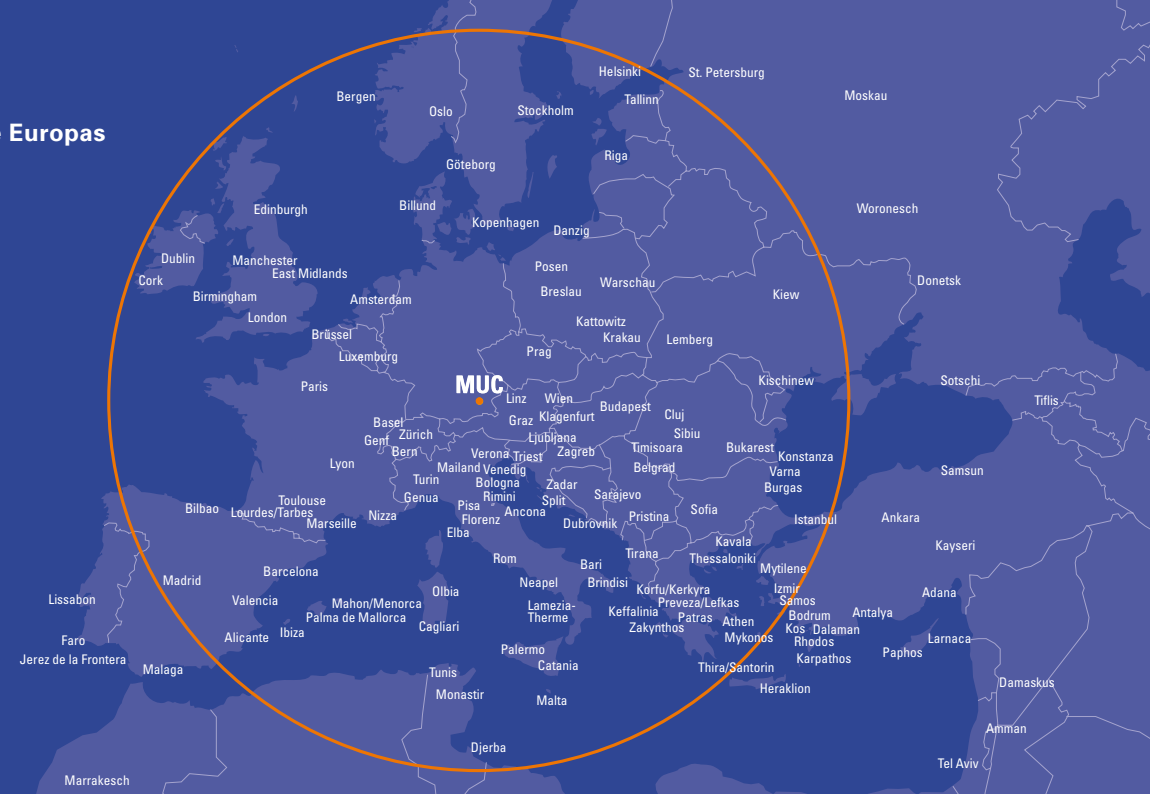 Europas
Helsinki
St. Petersburg
Bergen
Oslo
Stockholm
Tallinn
Moskau
Riga
Göteborg
Edinburgh
Billund
Kopenhagen
Danzig
Woronesch
Dublin
Manchester
East Midlands
Posen
Cork
Birmingham
Amsterdam
Breslau
Warschau
Kiew
Donetsk
London
Brüssel
Kattowitz
Krakau
Lemberg
Luxemburg
Prag
Paris
MUC
Kischinew
Sotschi
Linz
Wien
Budapest
Tiflis
Basel
Graz
Klagenfurt
Cluj
Genf
Zürich
Ljubljana
Sibiu
Bern
Verona
Triest
Zagreb
Timisoara
Bukarest
Konstanza
Lyon
Mailand
Venedig
Belgrad
Varna
Samsun
Turin
Bologna
Zadar
Burgas
Genua
Rimini
Sarajevo
Toulouse
Split
Bilbao
Lourdes/Tarbes
Pisa
Ancona
Sofia
Marseille
Nizza
Florenz
Dubrovnik
Pristina
Istanbul
Ankara
Elba
Kavala
Kayseri
Rom
Tirana
Thessaloniki
Barcelona
Bari
Mytilene
Madrid
Neapel
Brindisi
Korfu/Kerkyra
Izmir
Adana
Lissabon
Valencia
Mahon/Menorca
Olbia
Lamezia-
Therme
Preveza/Lefkas
Samos
Palma de Mallorca
Keffalinia
Patras
Athen
Bodrum
Antalya
Faro
Alicante
Ibiza
Cagliari
Zakynthos
Mykonos
Kos
Dalaman
Rhodos
Larnaca
Jerez de la Frontera
Malaga
Palermo
Catania
Thira/Santorin
Karpathos
Paphos
Tunis
Heraklion
Damaskus
Monastir
Malta
Amman
Djerba
Tel Aviv
Marrakesch